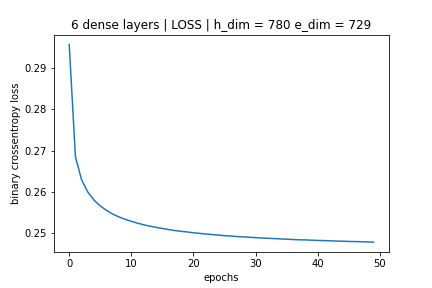 6 dense layers | LOSS | h_dim = 780 e_dim = 729
binary crossentropy loss
0.29
0.28
0.27
0.26
0.25
0 10 20 30 40 50
epochs